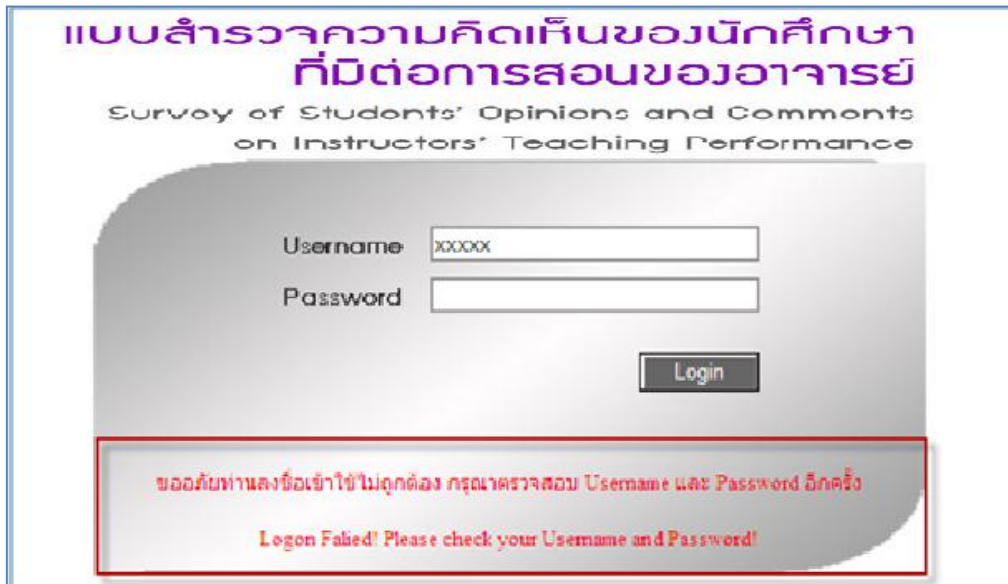 แบบสำรวจความคิดเห็นของนักศึกษา
ที่มีต่อการสอนของอาจารย์
Survey of Students' Opinions and Comments
on Instructors' Teaching Performance
Username xxxxx
Password
Login
ขออภัยท่านลงชื่อเข้าใช้ไม่ถูกต้อง กรุณาตรวจสอบ Username และ Password อีกครั้ง
Logon Falied! Please check your Username and Password!